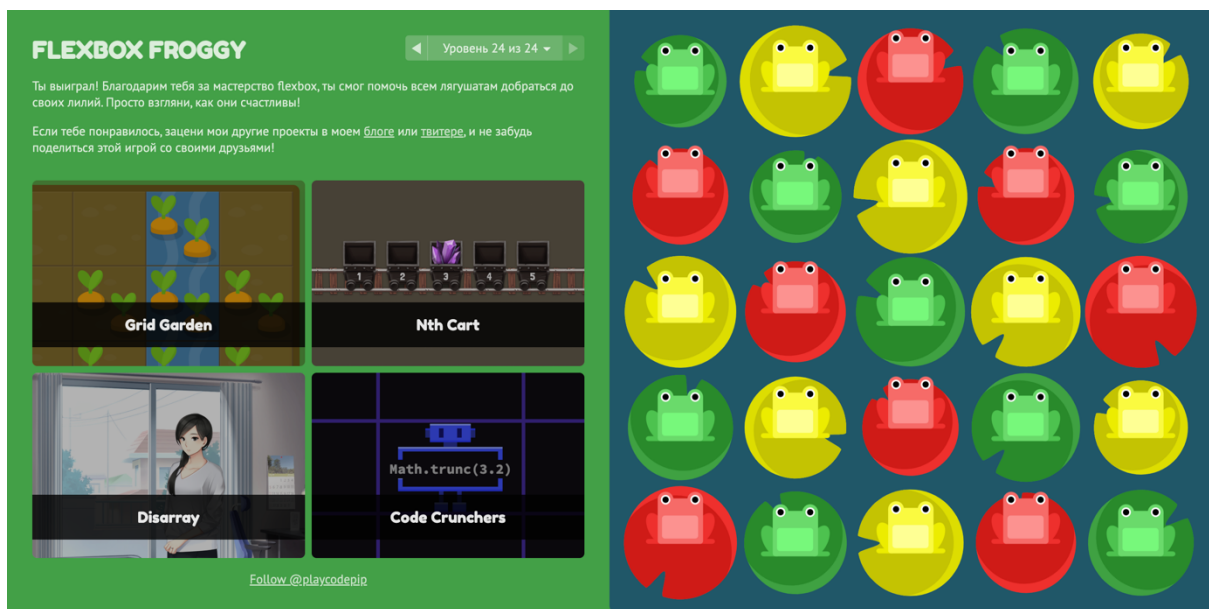 FLEXBOX FROGGY
Уровень 24 из 24
Ты выиграл! Благодарим тебя за мастерство flexbox, ты смог помочь всем лягушатам добраться до
своих лилий. Просто взгляни, как они счастливы!
Если тебе понравилось, зацени мои другие проекты в моем блоге или твитере, и не забудь
поделиться этой игрой со своими друзьями!
1 2 3 4 5
Grid Garden
Nth Cart
Math.trunc(3.2)
Disarray
Code Crunchers
Follow @playcodepip